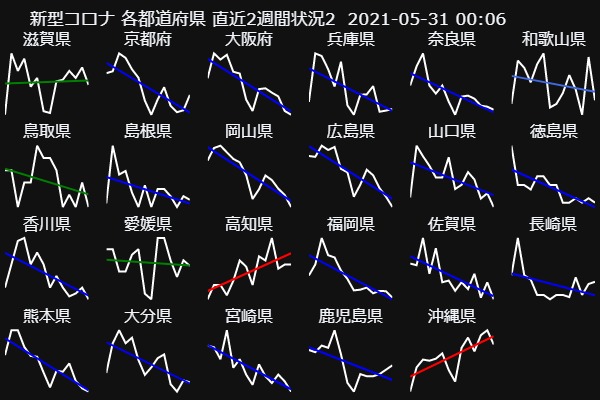 新型コロナ 各都道府県 直近2週間状況2 2021-05-31 00:06
滋賀県 京都府 大阪府 兵庫県 奈良県 和歌山県
鳥取県 島根県 岡山県 広島県 山口県 徳島県
香川県 愛媛県 高知県 福岡県 佐賀県 長崎県
熊本県 大分県 宮崎県 鹿児島県 沖縄県